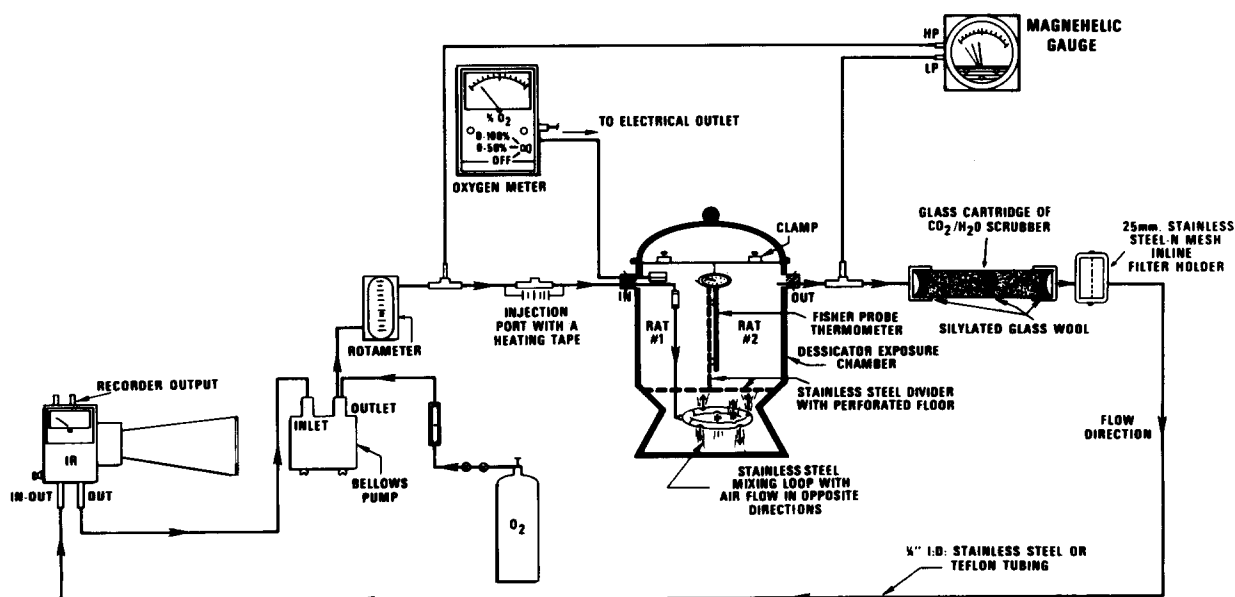 MAGNEHELIC
GAUGE
HP
LP
% O2
0-100%
0-50%
OFF
OXYGEN METER
TO ELECTRICAL OUTLET
CLAMP
GLASS CARTRIDGE OF
CO2/H2O SCRUBBER
25mm. STAINLESS
STEEL-N MESH
INLINE
FILTER HOLDER
IN
OUT
INJECTION
PORT WITH A
HEATING TAPE
ROTAMETER
RAT
#1
RAT
#2
FISHER PROBE
THERMOMETER
SILYLATED GLASS WOOL
DESSICATOR EXPOSURE
CHAMBER
STAINLESS STEEL DIVIDER
WITH PERFORATED FLOOR
RECORDER OUTPUT
INLET
OUTLET
IR
IN-OUT
OUT
BELLOWS
PUMP
O2
STAINLESS STEEL
MIXING LOOP WITH
AIR FLOW IN OPPOSITE
DIRECTIONS
FLOW
DIRECTION
¼" I:D: STAINLESS STEEL OR
TEFLON TUBING